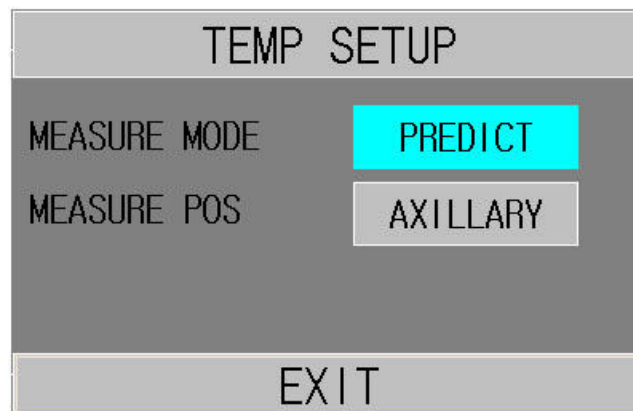 TEMP SETUP
MEASURE MODE PREDICT
MEASURE POS AXILLARY
EXIT